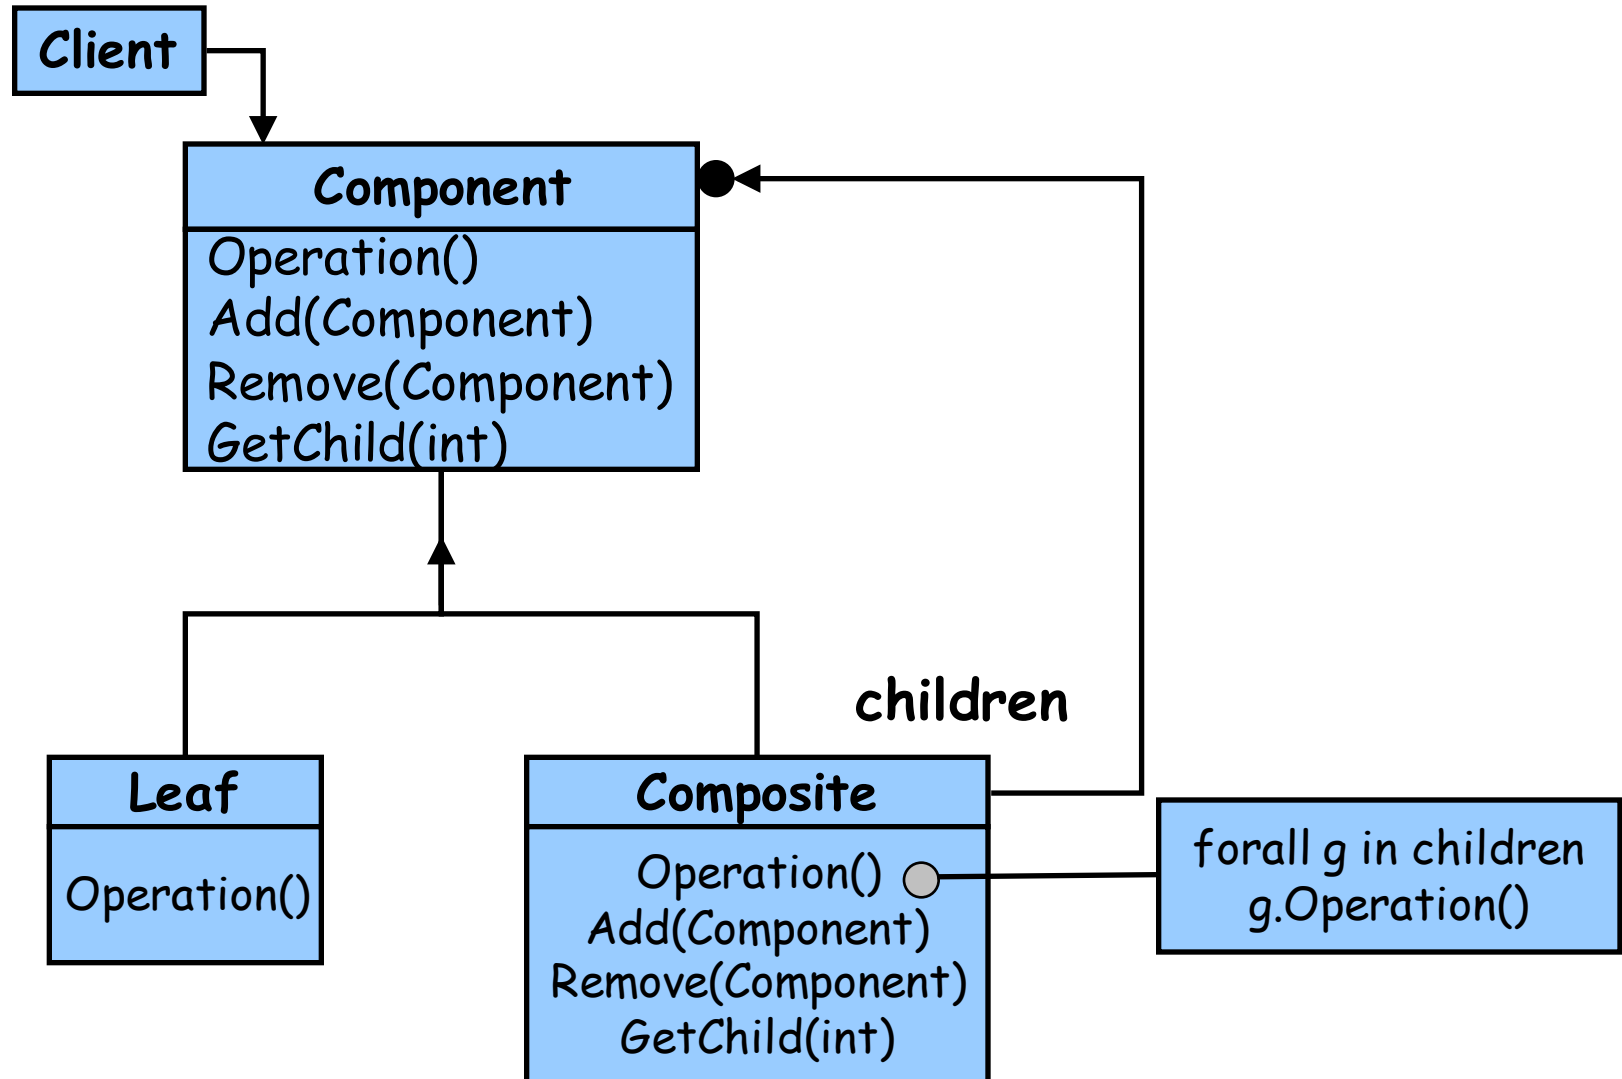 Client
Component
Operation()
Add(Component)
Remove(Component)
GetChild(int)
children
Leaf
Operation()
Composite
Operation()
Add(Component)
Remove(Component)
GetChild(int)
forall g in children
g.Operation()